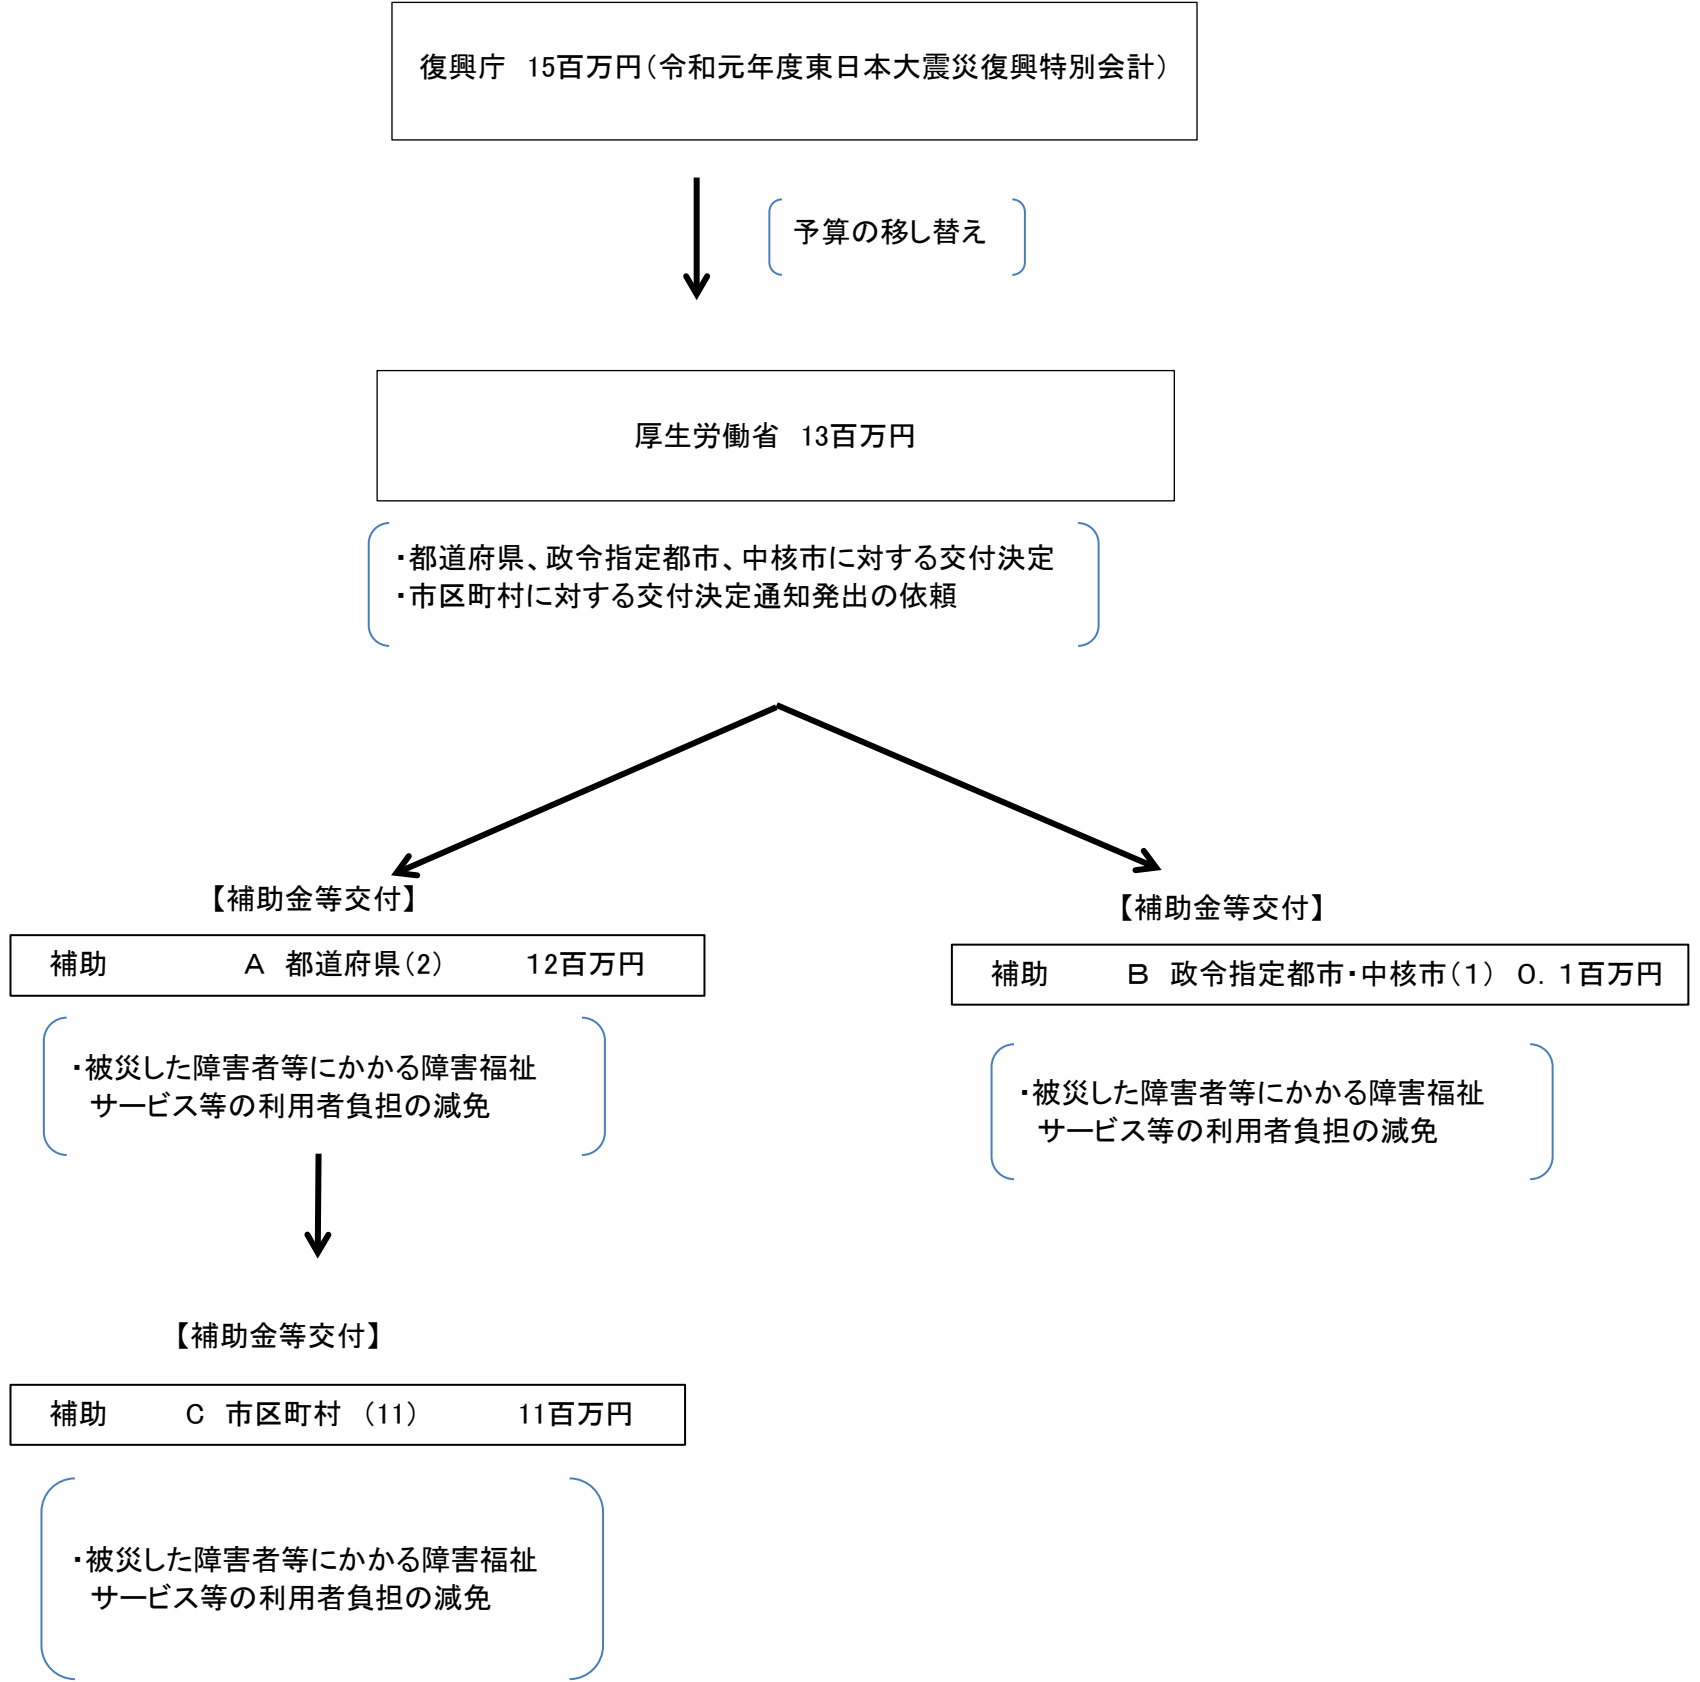 復興庁　15百万円（令和元年度東日本大震災復興特別会計）
予算の移し替え
厚生労働省　13百万円
・都道府県、政令指定都市、中核市に対する交付決定
・市区町村に対する交付決定通知発出の依頼
【補助金等交付】
補助　Ａ　都道府県（2）　12百万円
・被災した障害者等にかかる障害福祉
サービス等の利用者負担の減免
【補助金等交付】
補助　Ｂ　政令指定都市・中核市（１）　０．１百万円
・被災した障害者等にかかる障害福祉
サービス等の利用者負担の減免
【補助金等交付】
補助　C　市区町村　（11）　11百万円
・被災した障害者等にかかる障害福祉
サービス等の利用者負担の減免